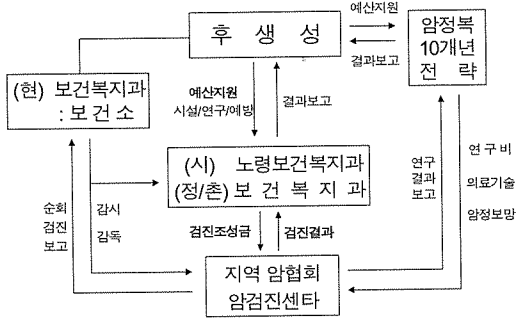 예산지원
후 생 성
암정복
10개년
전 략
결과보고
(현) 보건복지과
: 보 건 소
예산지원
시설/연구/예방
결과보고
(시) 노령보건복지과
(정/촌) 보 건 복 지 과
연구
결과
보고
연 구 비
의료기술
암정보망
순회
검진
보고
감시
감독
검진조성금
검진결과
지역 암협회
암검진센타